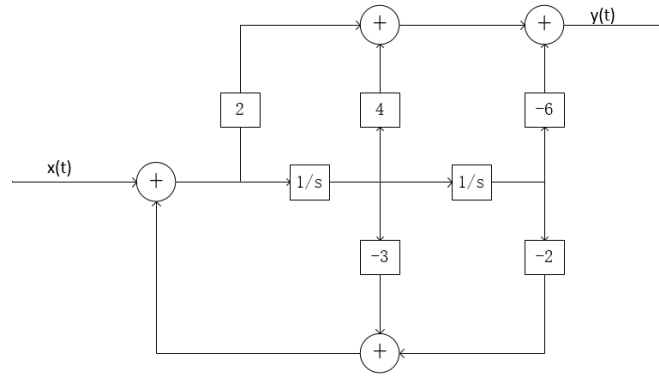 + + y(t)
2 4 -6
x(t) + 1/s 1/s
-3 -2
+